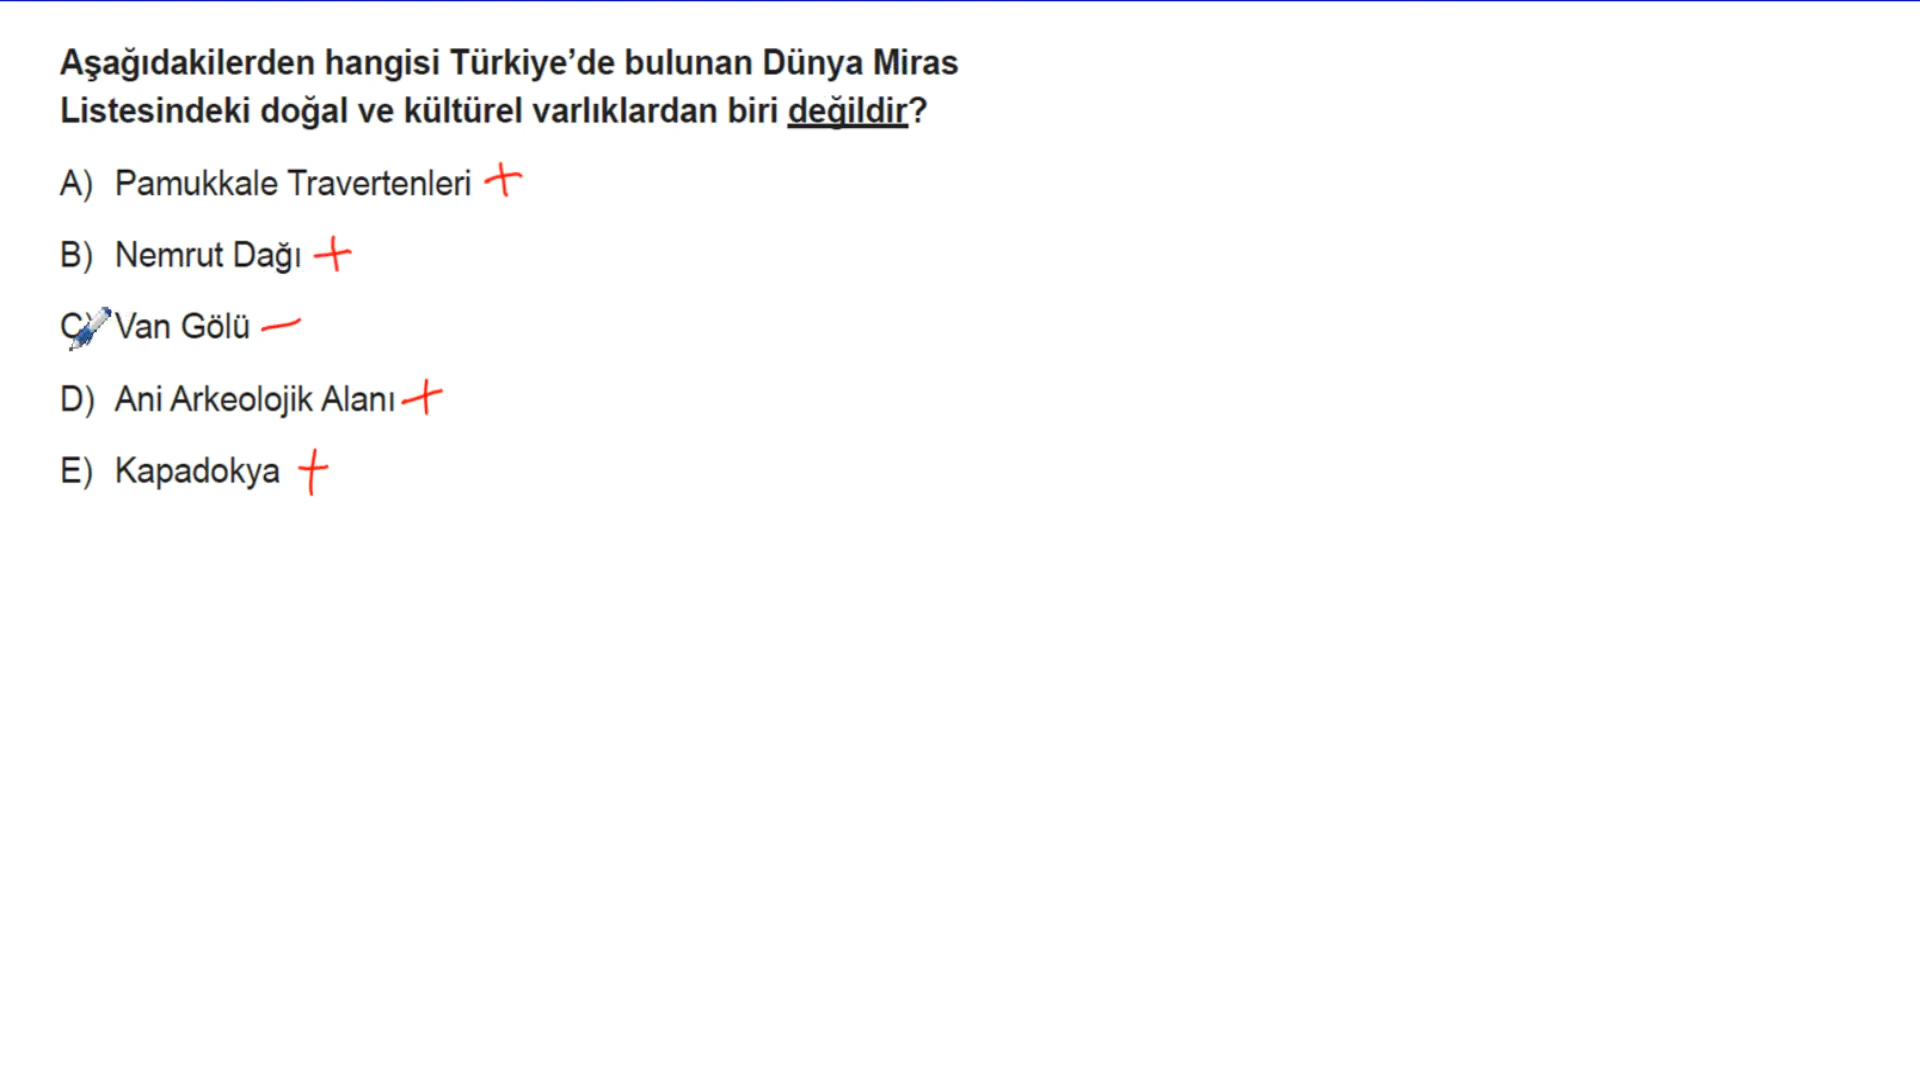 Aşağıdakilerden hangisi Türkiye’de bulunan Dünya Miras
Listesindeki doğal ve kültürel varlıklardan biri değildir?
A) Pamukkale Travertenleri +
B) Nemrut Dağı +
C) Van Gölü -
D) Ani Arkeolojik Alanı +
E) Kapadokya +